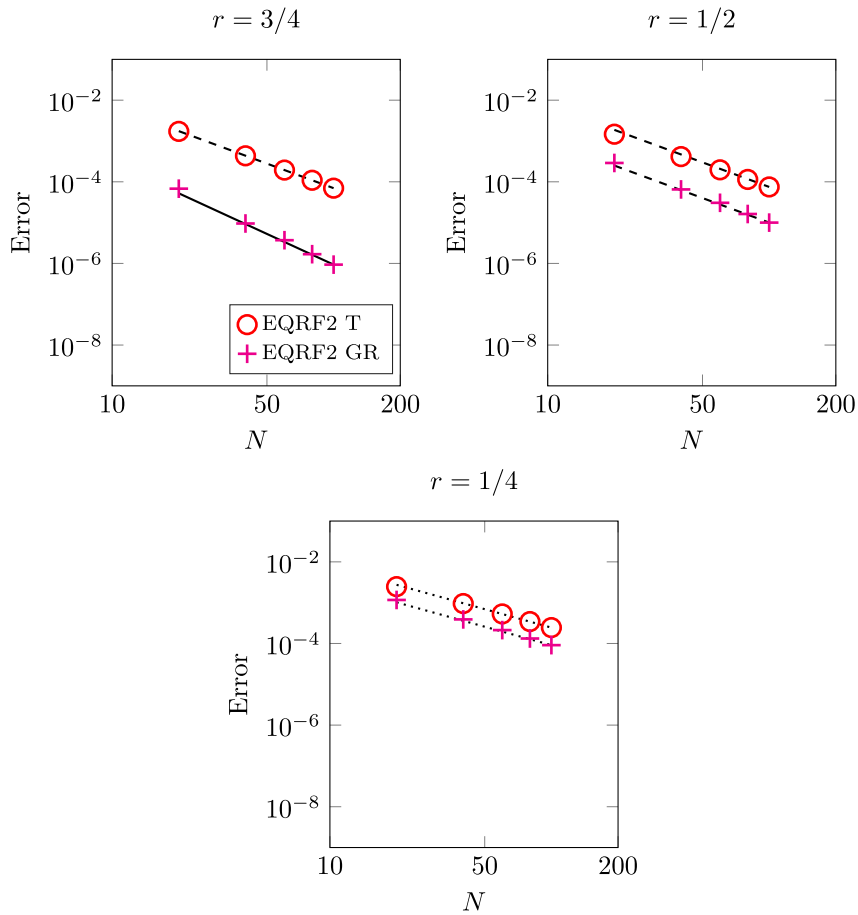 r = 3/4
10^{-2}
10^{-4}
10^{-6}
10^{-8}
Error
EQRF2 T
EQRF2 GR
10 50 200
N
r = 1/2
10^{-2}
10^{-4}
10^{-6}
10^{-8}
Error
10 50 200
N
r = 1/4
10^{-2}
10^{-4}
10^{-6}
10^{-8}
Error
10 50 200
N